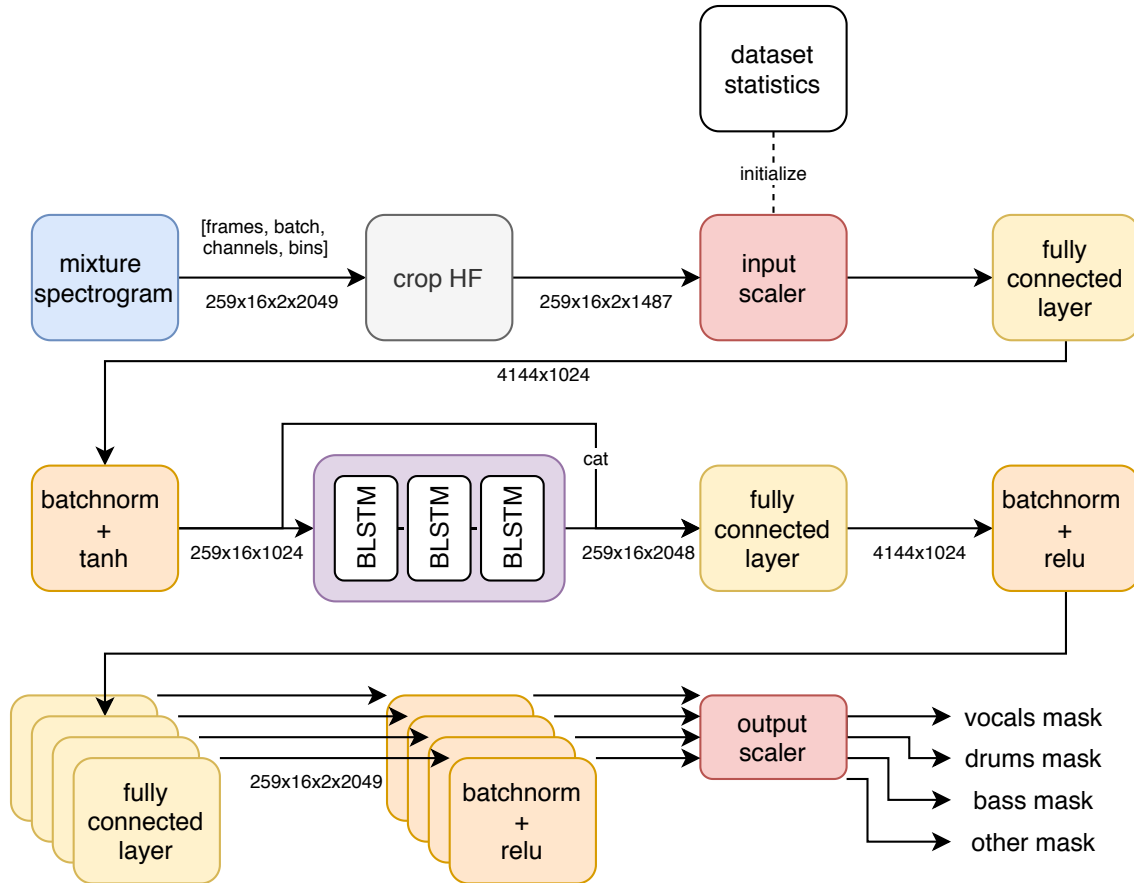 dataset
statistics
initialize
[frames, batch,
channels, bins]
mixture
spectrogram
259x16x2x2049
crop HF
259x16x2x1487
input
scaler
fully
connected
layer
4144x1024
cat
batchnorm
+
tanh
259x16x1024
BLSTM
BLSTM
BLSTM
259x16x2048
fully
connected
layer
4144x1024
batchnorm
+
relu
fully
connected
layer
259x16x2x2049
batchnorm
+
relu
output
scaler
vocals mask
drums mask
bass mask
other mask